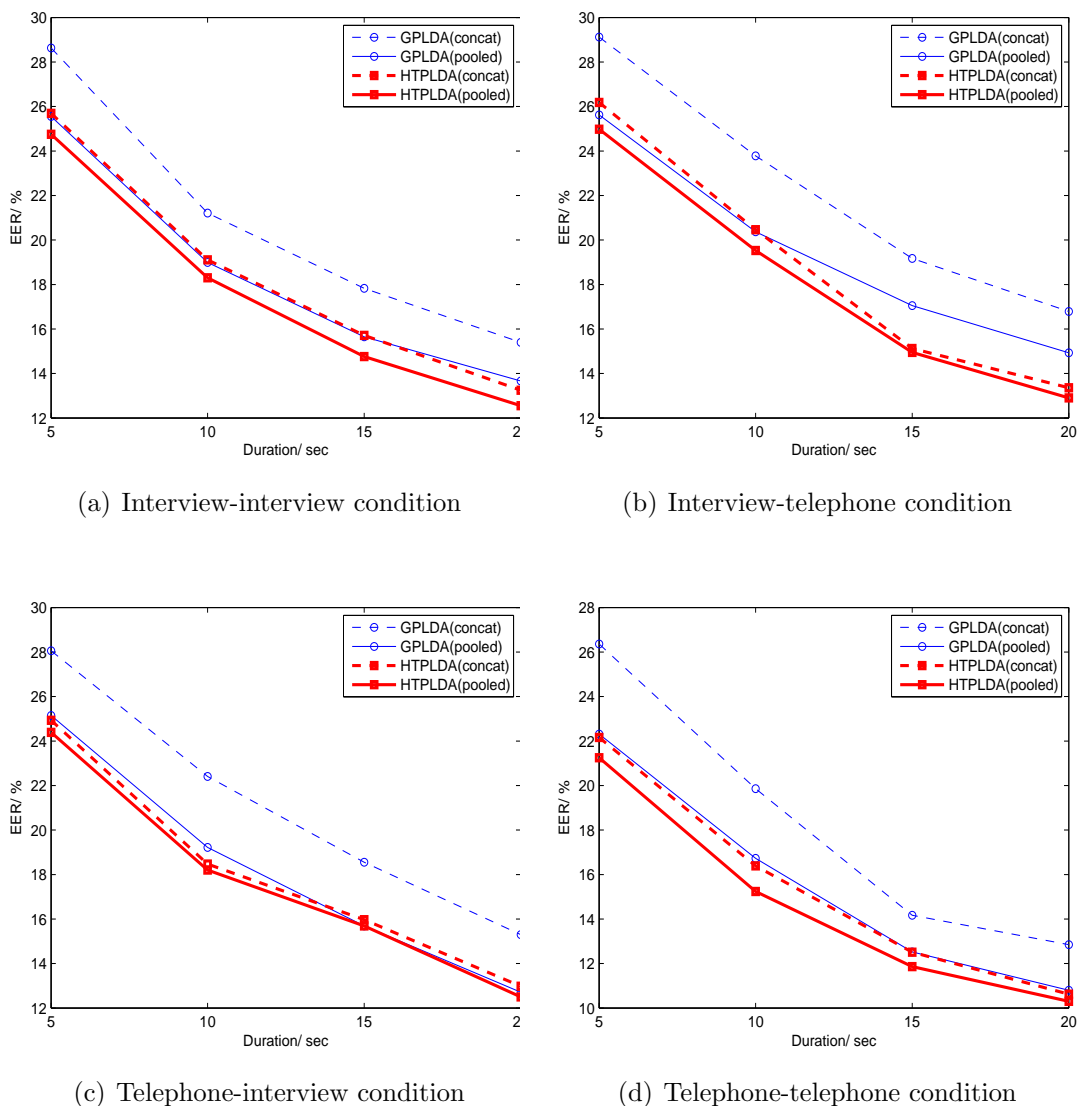 30
28
26
24
22
20
18
16
14
12
EER/ %
5 10 15 2
Duration/ sec
GPLDA(concat)
GPLDA(pooled)
HTPLDA(concat)
HTPLDA(pooled)
(a) Interview-interview condition
30
28
26
24
22
20
18
16
14
12
EER/ %
5 10 15 20
Duration/ sec
GPLDA(concat)
GPLDA(pooled)
HTPLDA(concat)
HTPLDA(pooled)
(b) Interview-telephone condition
30
28
26
24
22
20
18
16
14
12
EER/ %
5 10 15 2
Duration/ sec
GPLDA(concat)
GPLDA(pooled)
HTPLDA(concat)
HTPLDA(pooled)
(c) Telephone-interview condition
28
26
24
22
20
18
16
14
12
10
EER/ %
5 10 15 20
Duration/ sec
GPLDA(concat)
GPLDA(pooled)
HTPLDA(concat)
HTPLDA(pooled)
(d) Telephone-telephone condition